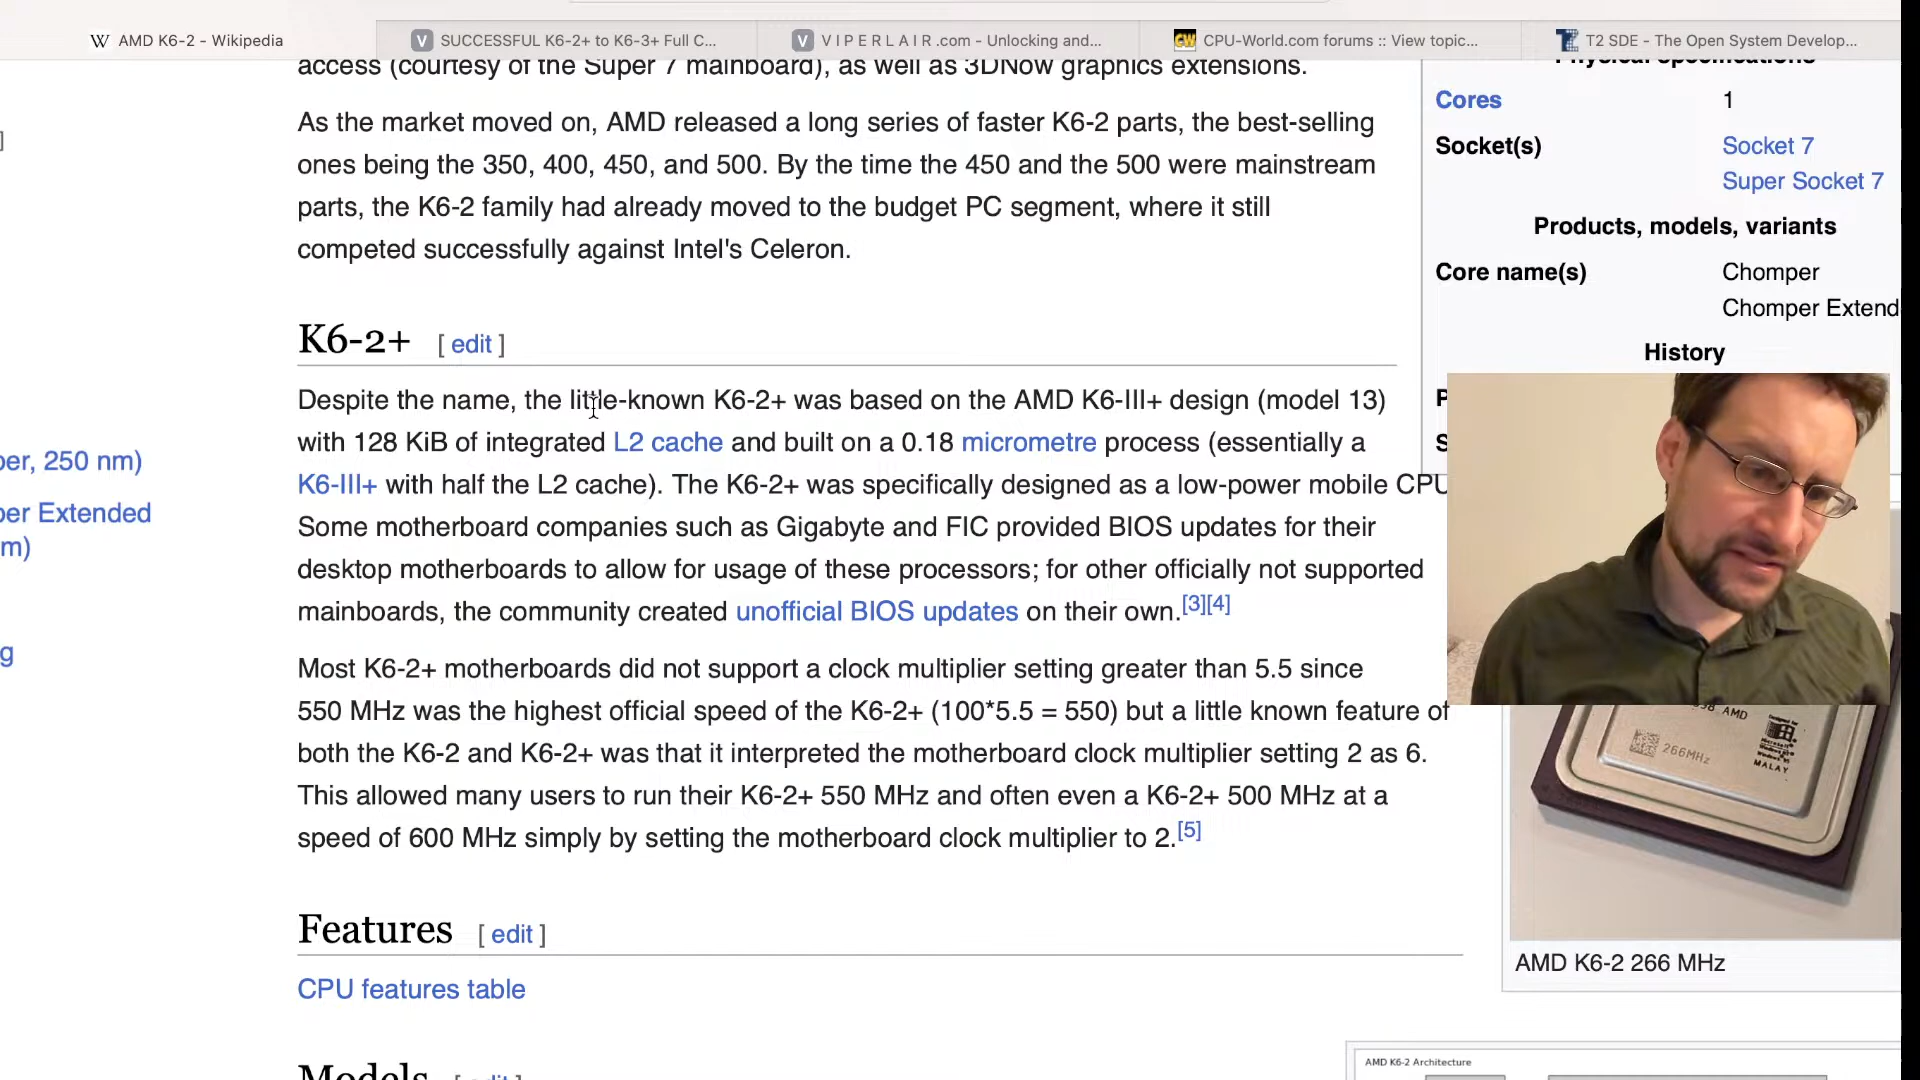 AMD K6-2 - Wikipedia
SUCCESSFUL K6-2+ to K6-3+ Full C...
V I P E R L A I R .com - Unlocking and...
CPU-World.com forums :: View topic...
T2 SDE - The Open System Develop...
access (courtesy of the Super 7 mainboard), as well as 3DNow graphics extensions.
As the market moved on, AMD released a long series of faster K6-2 parts, the best-selling
ones being the 350, 400, 450, and 500. By the time the 450 and the 500 were mainstream
parts, the K6-2 family had already moved to the budget PC segment, where it still
competed successfully against Intel's Celeron.
K6-2+ [ edit ]
Despite the name, the little-known K6-2+ was based on the AMD K6-III+ design (model 13)
with 128 KiB of integrated L2 cache and built on a 0.18 micrometre process (essentially a
K6-III+ with half the L2 cache). The K6-2+ was specifically designed as a low-power mobile CPU
Some motherboard companies such as Gigabyte and FIC provided BIOS updates for their
desktop motherboards to allow for usage of these processors; for other officially not supported
mainboards, the community created unofficial BIOS updates on their own.[3][4]
Most K6-2+ motherboards did not support a clock multiplier setting greater than 5.5 since
550 MHz was the highest official speed of the K6-2+ (100*5.5 = 550) but a little known feature of
both the K6-2 and K6-2+ was that it interpreted the motherboard clock multiplier setting 2 as 6.
This allowed many users to run their K6-2+ 550 MHz and often even a K6-2+ 500 MHz at a
speed of 600 MHz simply by setting the motherboard clock multiplier to 2.[5]
Features [ edit ]
CPU features table
Models [ edit ]
]
per, 250 nm)
per Extended
m)
g
Physical specifications
Cores 1
Socket(s) Socket 7
Super Socket 7
Products, models, variants
Core name(s) Chomper
Chomper Extend
History
P
S
AMD
266MHz
MALAY
AMD K6-2 266 MHz
AMD K6-2 Architecture